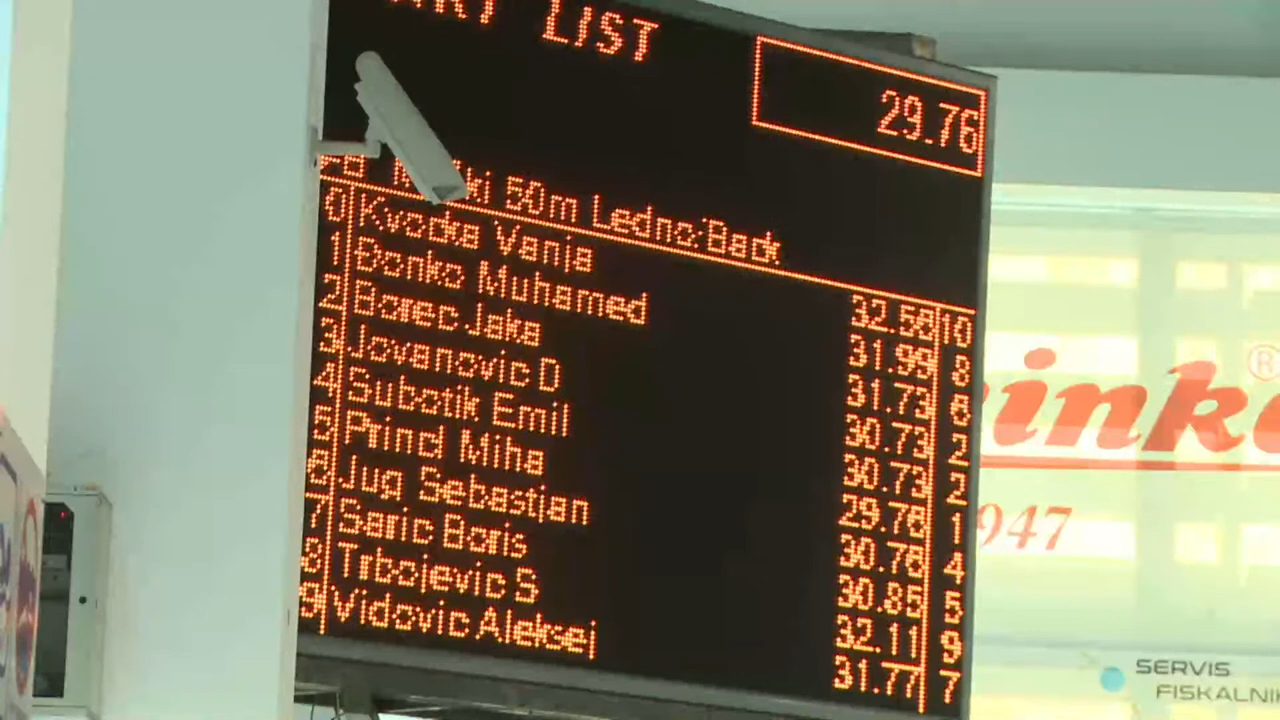 LIST
29.76
50m Ledno:Back
0 Kvocka Vanja 32.56 10
1 Đonko Muhamed 31.99 8
2 Borec Jaka 31.73 6
3 Jovanovic D 30.73 2
4 Subotik Emil 30.73 2
5 Princl Miha 29.76 1
6 Jug Sebastjan 30.76 4
7 Saric Boris 30.85 5
8 Trbojevic S 32.11 9
9 Vidovic Aleksej 31.77 7
®
947
SERVIS